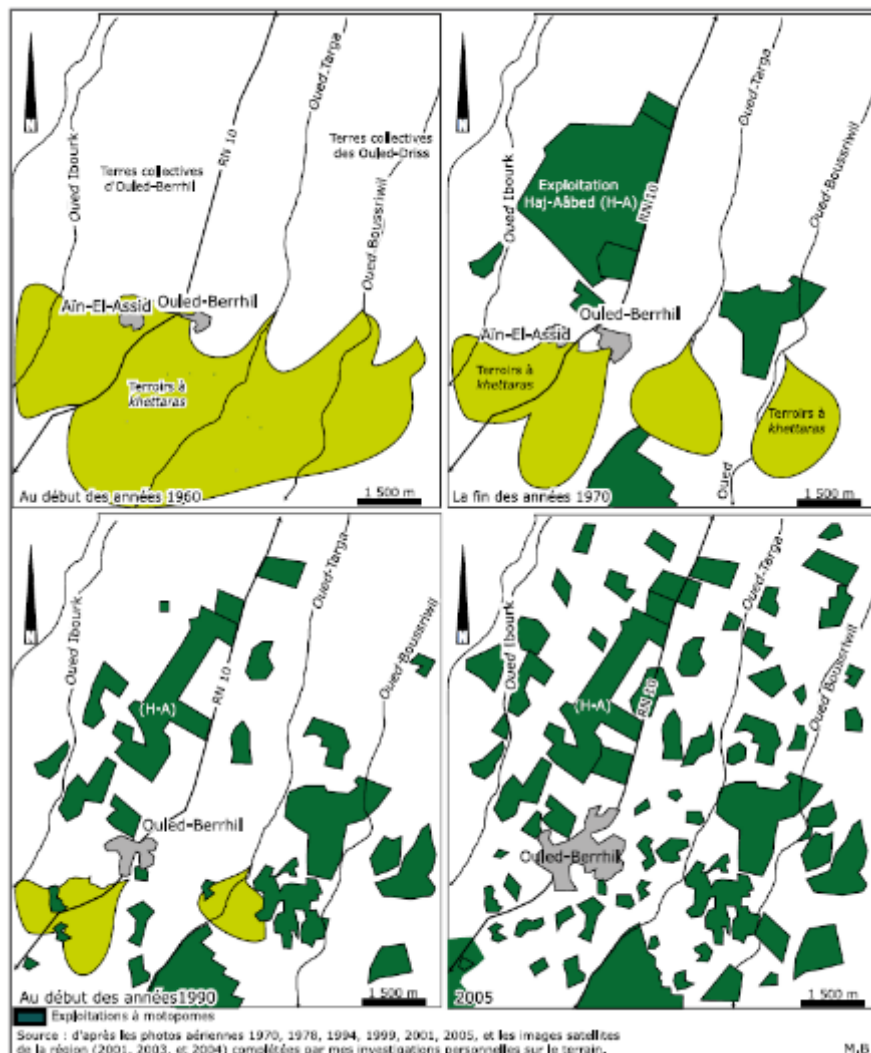 N
Oued Ibourk
Terres collectives
d'Ouled-Berrhil
RN 10
Oued-Targa
Terres collectives
des Ouled-Driss
Oued-Boussriwil
Aïn-El-Assid
Ouled-Berrhil
Terroirs à
khettaras
Au début des années 1960
1 500 m
N
Oued Ibourk
Exploitation
Haj-Aâbed (H-A)
RN 10
Oued-Targa
Oued-Boussriwil
Ouled-Berrhil
Aïn-El-Assid
Terroirs à
khettaras
Terroirs à
khettaras
Oued
La fin des années 1970
1 500 m
N
Oued Ibourk
(H-A)
RN 10
Oued-Targa
Oued-Boussriwil
Ouled-Berrhil
Au début des années1990
1 500 m
N
Oued Ibourk
(H-A)
RN 10
Oued-Targa
Oued Boussriwil
Ouled-Berrhil
2005
1 500 m
Exploitations à motopomes
Source : d'après les photos aériennes 1970, 1978, 1994, 1999, 2001, 2005, et les images satellites
de la région (2001, 2003, et 2004) complétées par mes investigations personnelles sur le terrain.
M.B